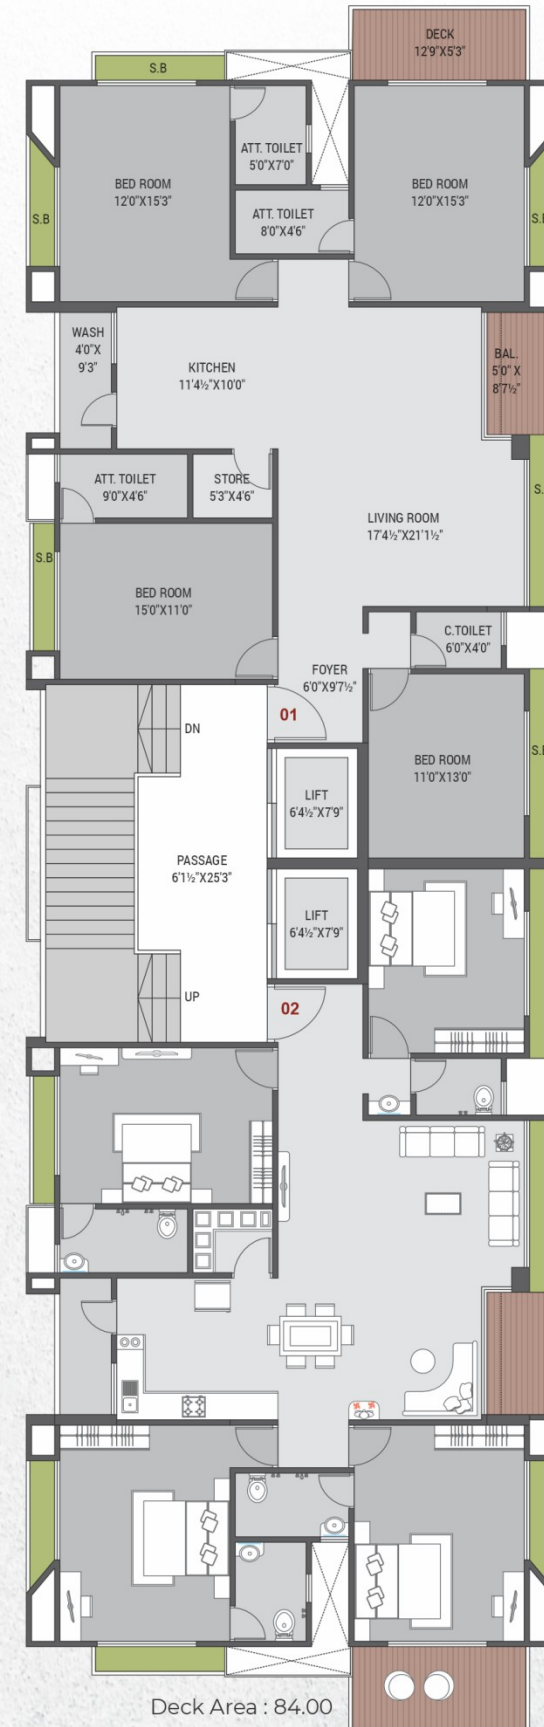 DECK
12'9"X5'3"
S.B
ATT. TOILET
5'0"X7'0"
BED ROOM
12'0"X15'3"
BED ROOM
12'0"X15'3"
ATT. TOILET
8'0"X4'6"
S.B
S.
WASH
4'0"X
9'3"
KITCHEN
11'4½"X10'0"
BAL.
5'0" X
8'7½"
ATT. TOILET
9'0"X4'6"
STORE
5'3"X4'6"
S.
LIVING ROOM
17'4½"X21'1½"
S.B
BED ROOM
15'0"X11'0"
C.TOILET
6'0"X4'0"
FOYER
6'0"X9'7½"
01
DN
BED ROOM
11'0"X13'0"
S.
LIFT
6'4½"X7'9"
PASSAGE
6'1½"X25'3"
LIFT
6'4½"X7'9"
UP
02
Deck Area : 84.00